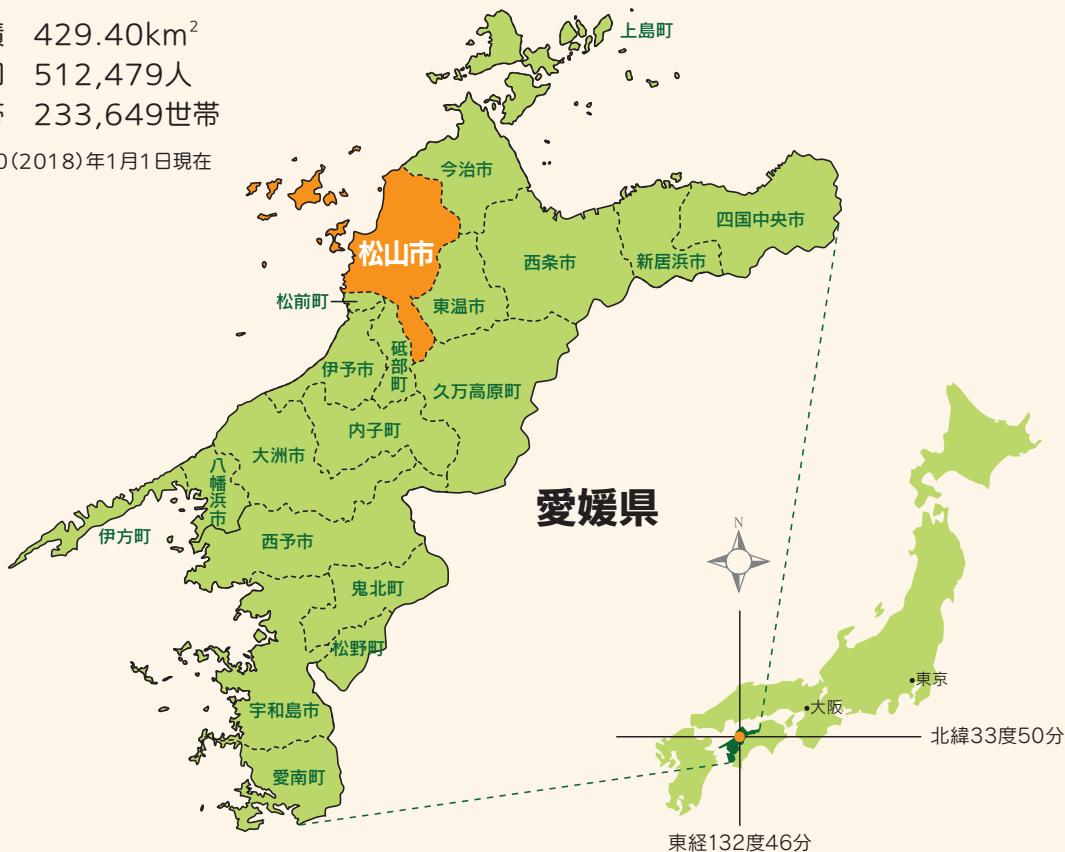 429.40km²
512,479人
233,649世帯
(2018)年1月1日現在
上島町
今治市
四国中央市
松山市
西条市
新居浜市
松前町
東温市
砥部町
伊予市
久万高原町
内子町
大洲市
八幡浜市
愛媛県
伊方町
西予市
N
鬼北町
松野町
東京
宇和島市
大阪
北緯33度50分
愛南町
東経132度46分